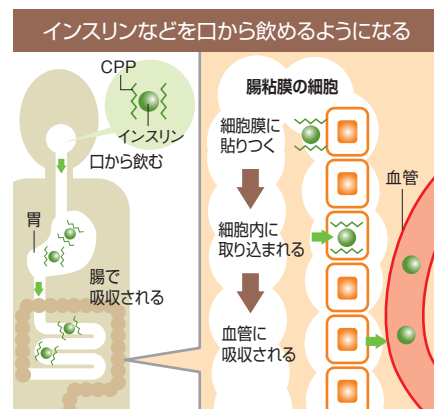 インスリンなどを口から飲めるようになる
CPP
インスリン
口から飲む
胃
腸で
吸収される
腸粘膜の細胞
細胞膜に
貼りつく
細胞内に
取り込まれる
血管に
吸収される
血管